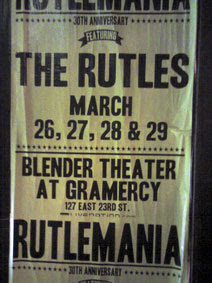 RUTLEMANIA
30TH ANNIVERSARY
FEATURING
THE RUTLES
MARCH
26, 27, 28 & 29
BLENDER THEATER
AT GRAMERCY
127 EAST 23RD ST.
LIVENATION
RUTLEMANIA
30TH ANNIVERSARY